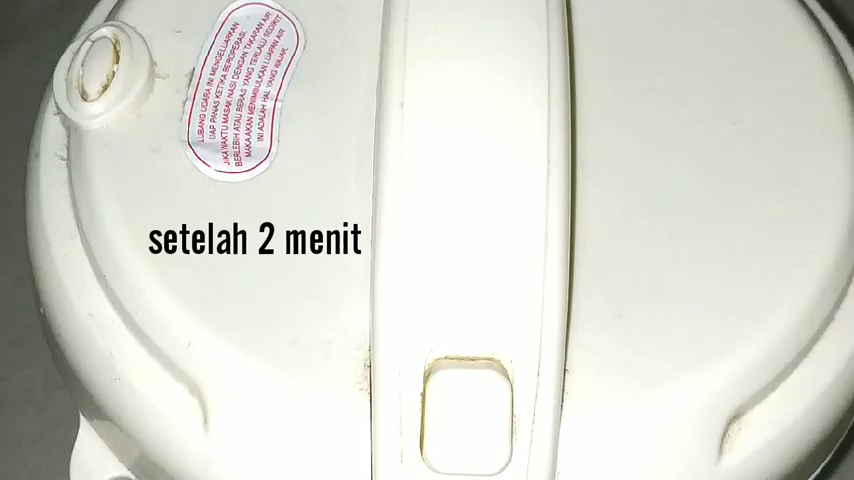 LUBANG UDARA INI MENGELUARKAN
UAP PANAS KETIKA BEROPERASI.
JIKA WAKTU MASAK NASI DENGAN TAKARAN AIR
BERLEBIH ATAU BERAS YANG TERLALU SEDIKIT
MAKA AKAN MENIMBULKAN LUAPAN AIR
INI ADALAH HAL YANG WAJAR.
setelah 2 menit